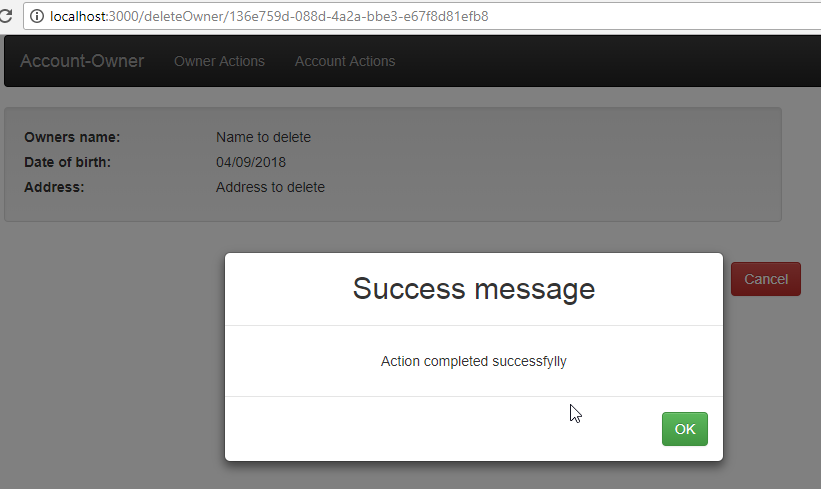 localhost:3000/deleteOwner/136e759d-088d-4a2a-bbe3-e67f8d81efb8
Account-Owner Owner Actions Account Actions
Owners name: Name to delete
Date of birth: 04/09/2018
Address: Address to delete
Success message
Cancel
Action completed successfylly
OK